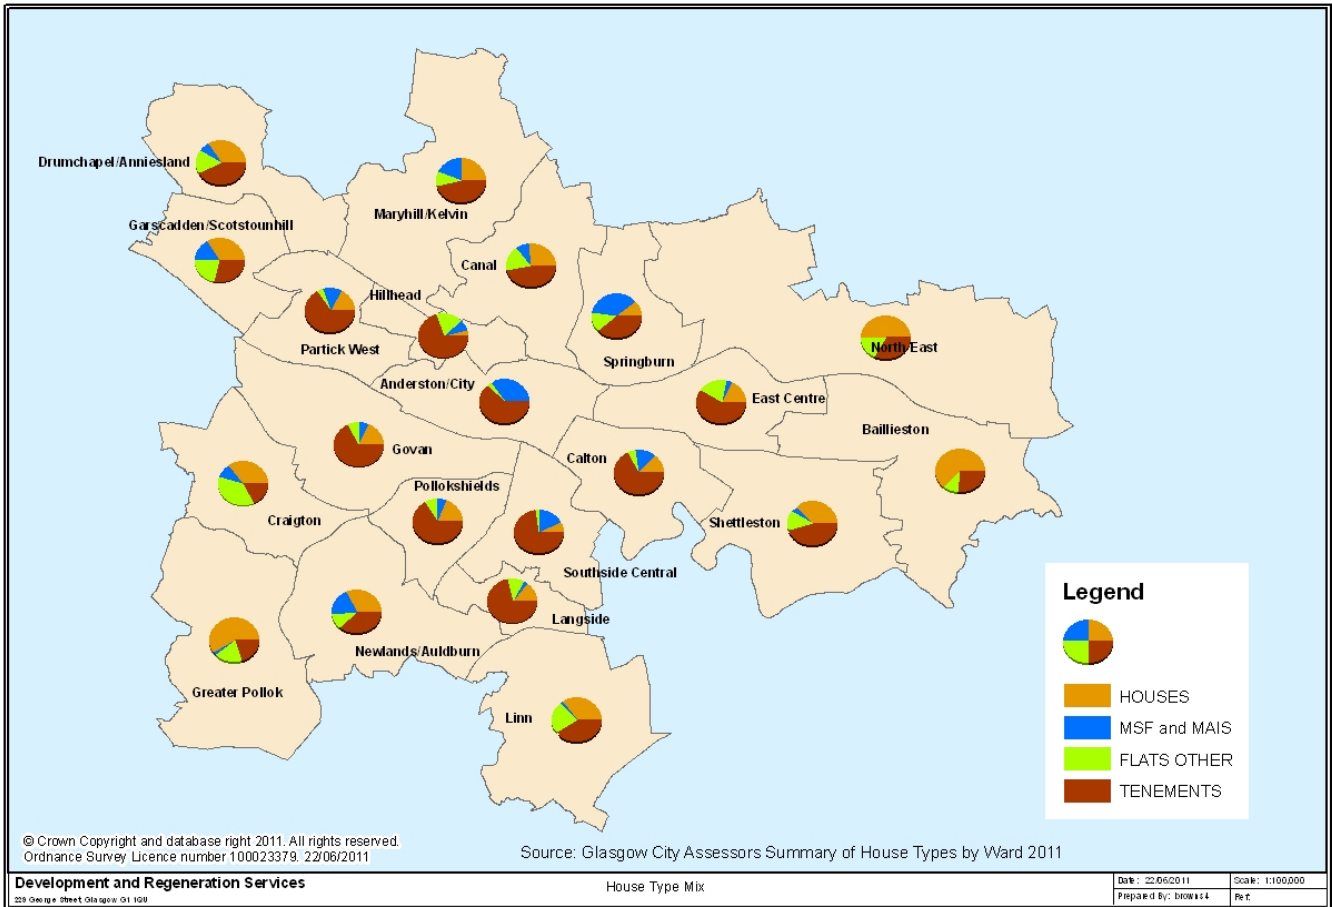 Drumchapel/Anniesland
Maryhill/Kelvin
Garscadden/Scotstounhill
Canal
Hillhead
Partick West
Springburn
North East
Anderston/City
East Centre
Baillieston
Govan
Calton
Pollokshields
Craigton
Shettleston
Southside Central
Langside
Newlands/Auldburn
Greater Pollok
Linn
Legend
HOUSES
MSF and MAIS
FLATS OTHER
TENEMENTS
© Crown Copyright and database right 2011. All rights reserved.
Ordnance Survey Licence number 100023379. 22/06/2011
Source: Glasgow City Assessors Summary of House Types by Ward 2011
Development and Regeneration Services
229 George Street, Glasgow G1 1QU
House Type Mix
Date: 22/06/2011
Scale: 1:100,000
Prepared By: browns4
Ref: